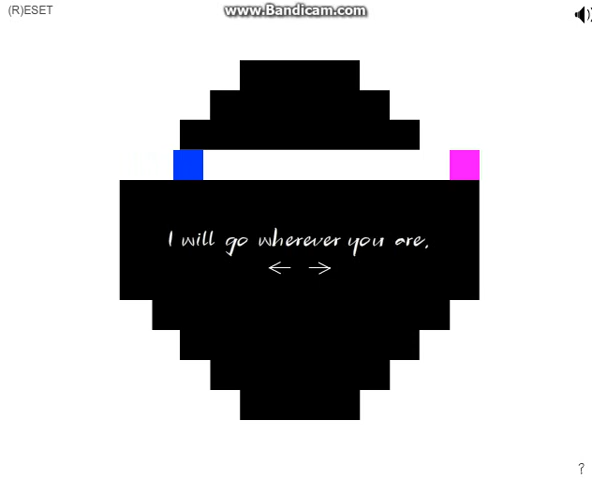 (R)ESET
www.Bandicam.com
I will go wherever you are.
← →
?